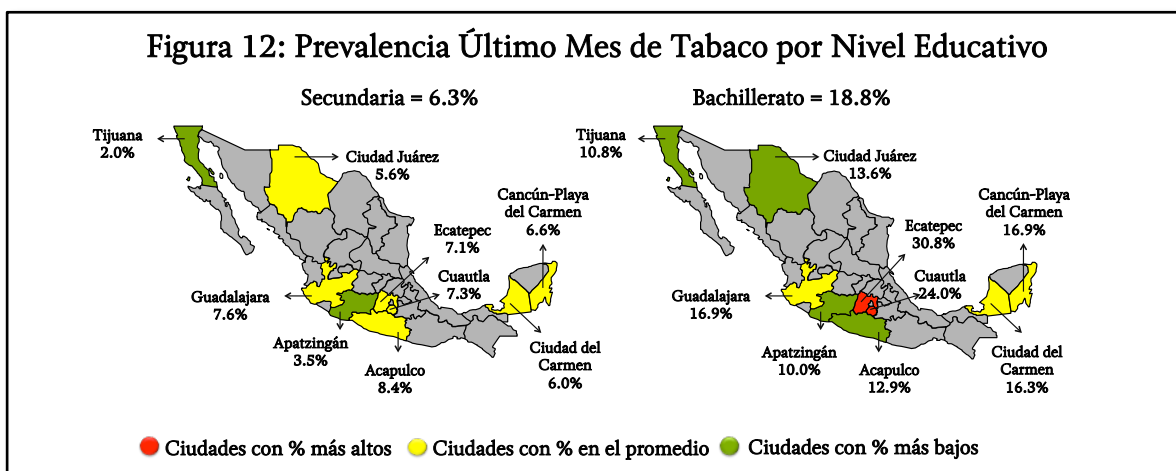 Figura 12: Prevalencia Último Mes de Tabaco por Nivel Educativo
Secundaria = 6.3%
Tijuana
2.0%
Ciudad Juárez
5.6%
Cancún-Playa
del Carmen
6.6%
Ecatepec
7.1%
Cuautla
7.3%
Guadalajara
7.6%
Apatzingán
3.5%
Acapulco
8.4%
Ciudad del
Carmen
6.0%
Bachillerato = 18.8%
Tijuana
10.8%
Ciudad Juárez
13.6%
Cancún-Playa
del Carmen
16.9%
Ecatepec
30.8%
Cuautla
24.0%
Guadalajara
16.9%
Apatzingán
10.0%
Acapulco
12.9%
Ciudad del
Carmen
16.3%
Ciudades con % más altos
Ciudades con % en el promedio
Ciudades con % más bajos